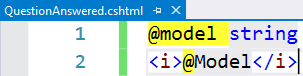 QuestionAnswered.cshtml
1 @model string
2 <i>@Model</i>